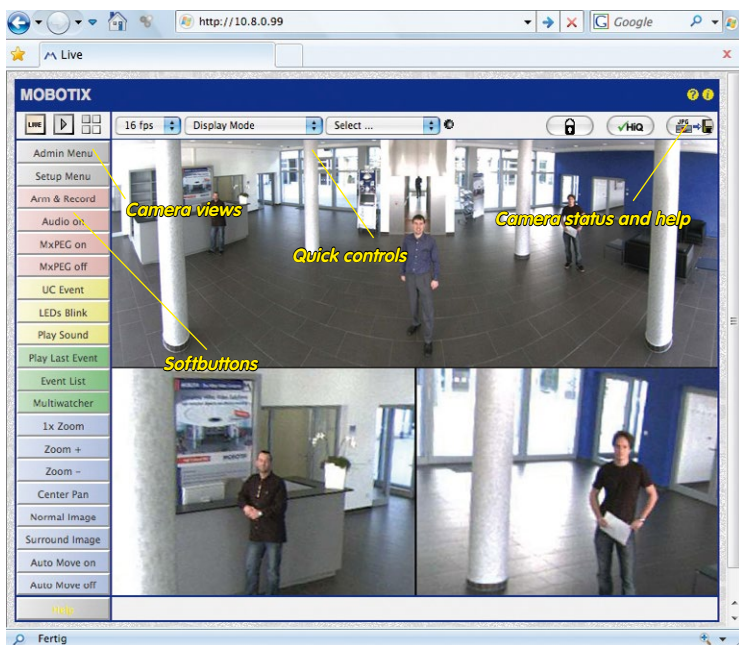 http://10.8.0.99
Google
Live
MOBOTIX
LIVE
16 fps
Display Mode
Select ...
HiQ
JPG
Admin Menu
Setup Menu
Arm & Record
Audio on
MxPEG on
MxPEG off
UC Event
LEDs Blink
Play Sound
Play Last Event
Event List
Multiwatcher
1x Zoom
Zoom +
Zoom –
Center Pan
Normal Image
Surround Image
Auto Move on
Auto Move off
Help
Camera views
Quick controls
Camera status and help
Softbuttons
MOBOTIX
Fertig